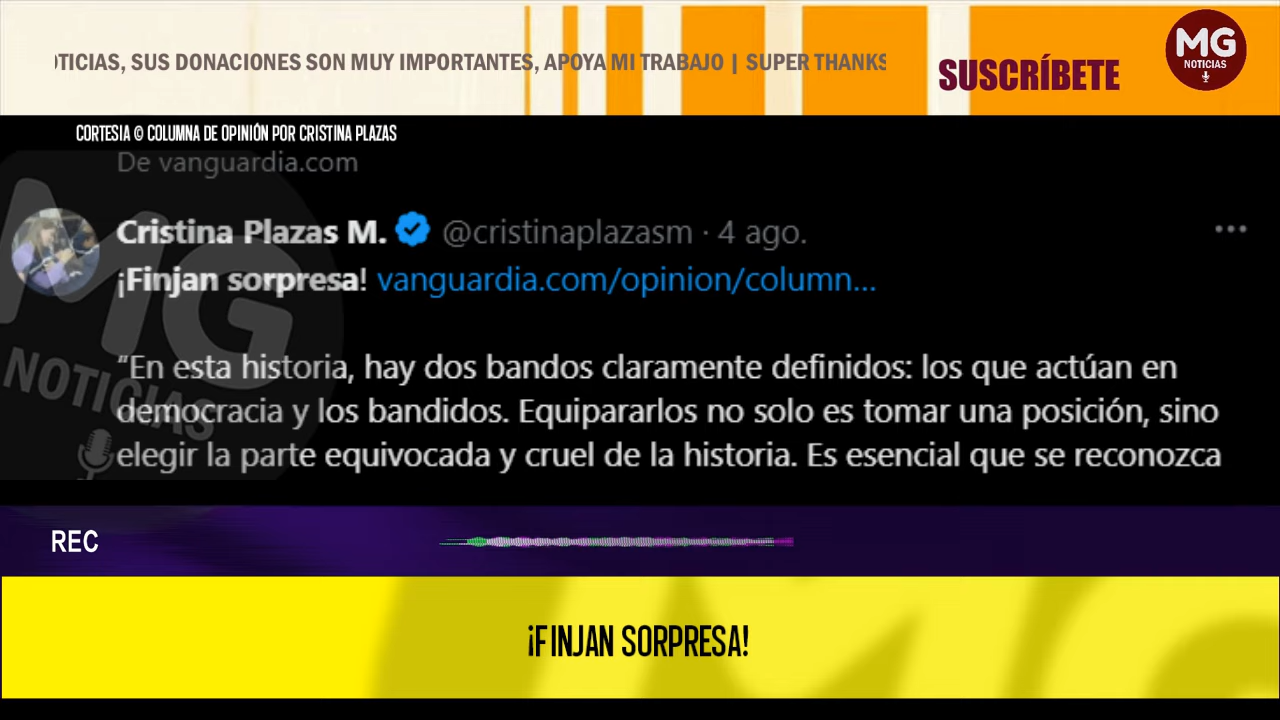 OTICIAS, SUS DONACIONES SON MUY IMPORTANTES, APOYA MI TRABAJO | SUPER THANKS
SUSCRÍBETE
MG
NOTICIAS
CORTESIA © COLUMNA DE OPINIÓN POR CRISTINA PLAZAS
De vanguardia.com
Cristina Plazas M. @cristinaplazasm · 4 ago.
¡Finjan sorpresa! vanguardia.com/opinion/column...
“En esta historia, hay dos bandos claramente definidos: los que actúan en
democracia y los bandidos. Equipararlos no solo es tomar una posición, sino
elegir la parte equivocada y cruel de la historia. Es esencial que se reconozca
MG
NOTICIAS
REC
¡FINJAN SORPRESA!